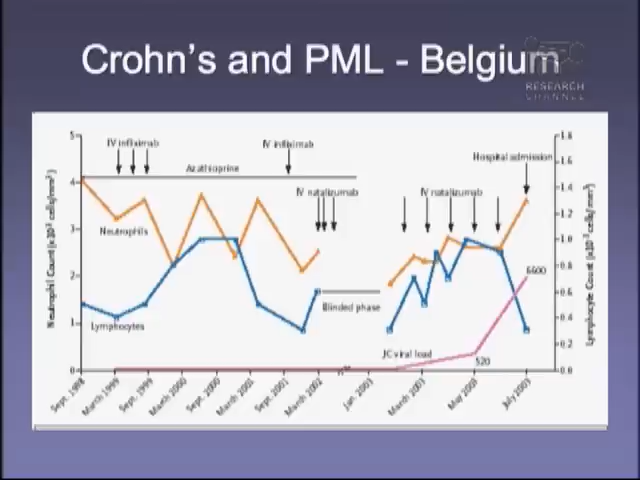 Crohn's and PML - Belgium
RESEARCH
CHANNEL
IV infliximab
IV infliximab
Hospital admission
Azathioprine
IV natalizumab
IV natalizumab
Neutrophils
Lymphocytes
Blinded phase
JC viral load
6600
520
Neutrophil Count (x10³ cells/mm³)
5
4
3
2
1
0
Lymphocyte Count (x10³ cells/mm³)
1.8
1.6
1.4
1.2
1.0
0.8
0.6
0.4
0.2
0.0
Sept. 1998
March 1999
Sept. 1999
March 2000
Sept. 2000
March 2001
Sept. 2001
March 2002
Jan. 2003
March 2003
May 2003
July 2003